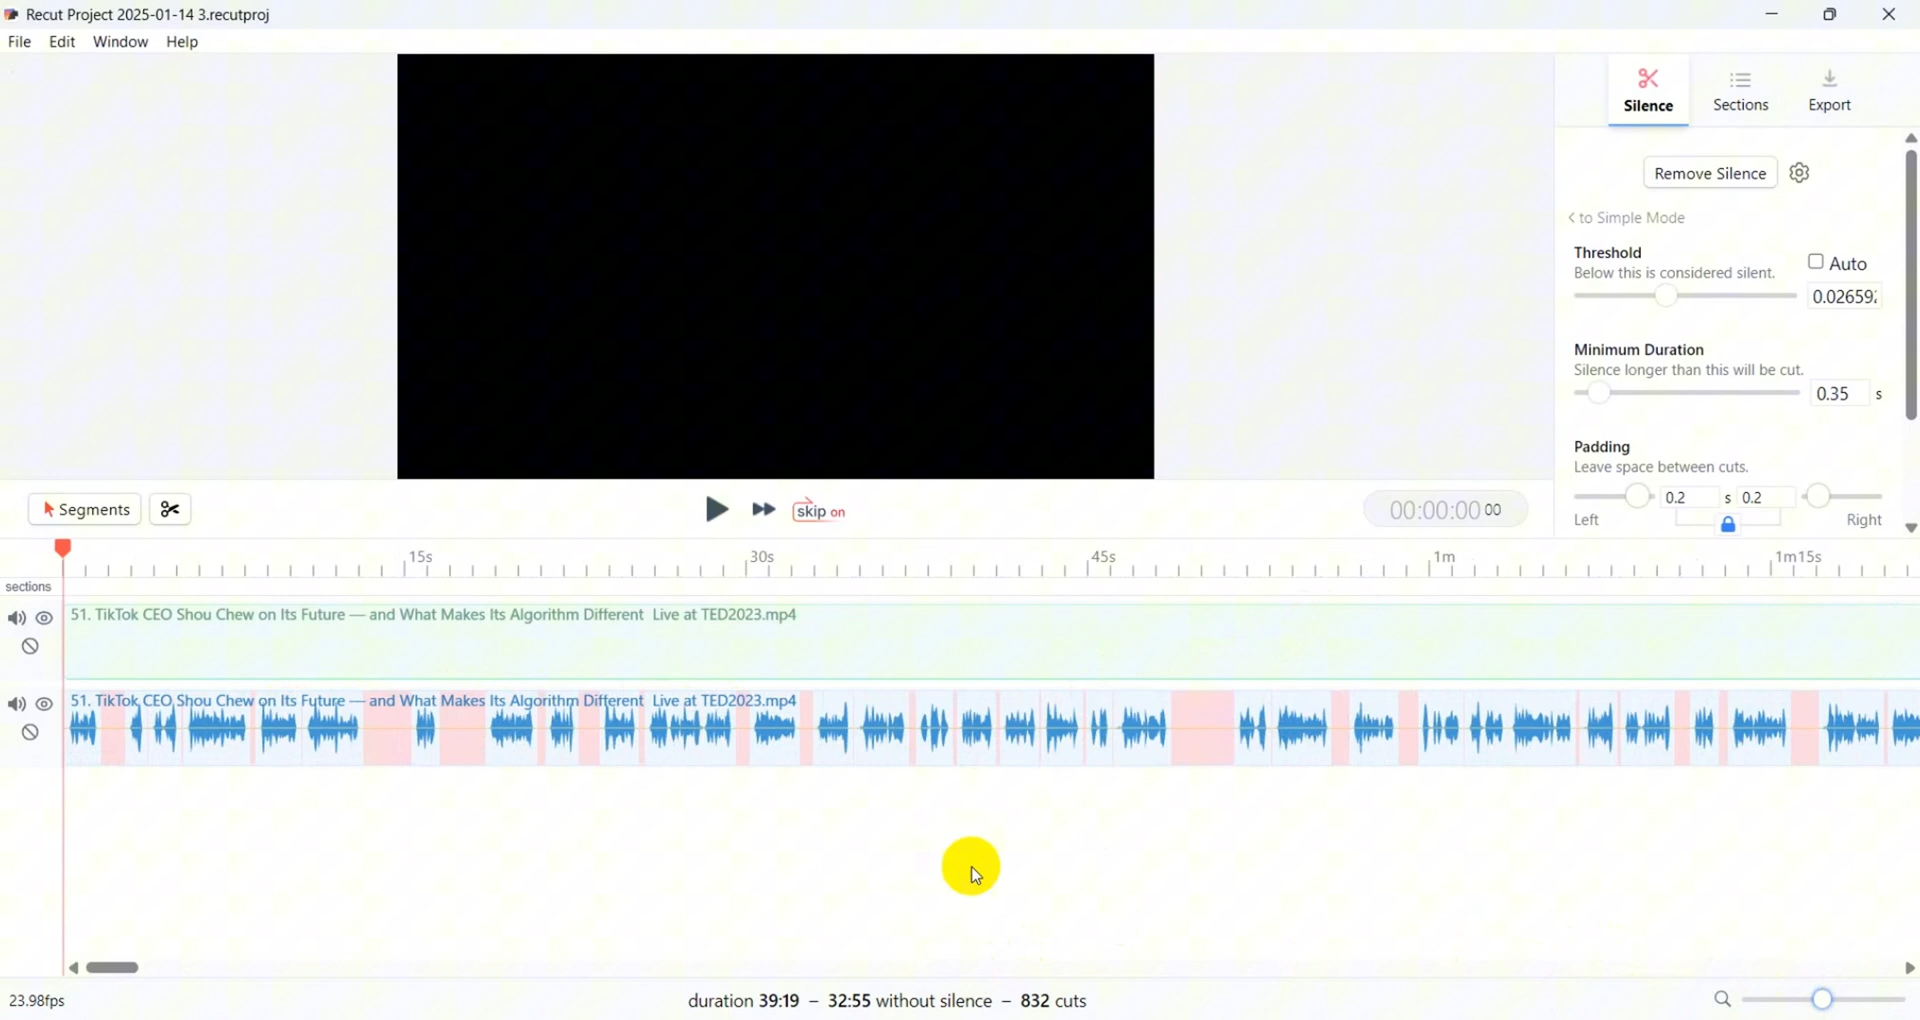 Recut Project 2025-01-14 3.recutproj
File Edit Window Help
Silence Sections Export
Remove Silence
< to Simple Mode
Threshold
Below this is considered silent.
Auto
0.02659
Minimum Duration
Silence longer than this will be cut.
0.35 s
Padding
Leave space between cuts.
0.2 s 0.2
Left Right
Segments
skip on
00:00:00 00
15s 30s 45s 1m 1m15s
sections
51. TikTok CEO Shou Chew on Its Future — and What Makes Its Algorithm Different Live at TED2023.mp4
51. TikTok CEO Shou Chew on Its Future — and What Makes Its Algorithm Different Live at TED2023.mp4
23.98fps
duration 39:19 – 32:55 without silence – 832 cuts